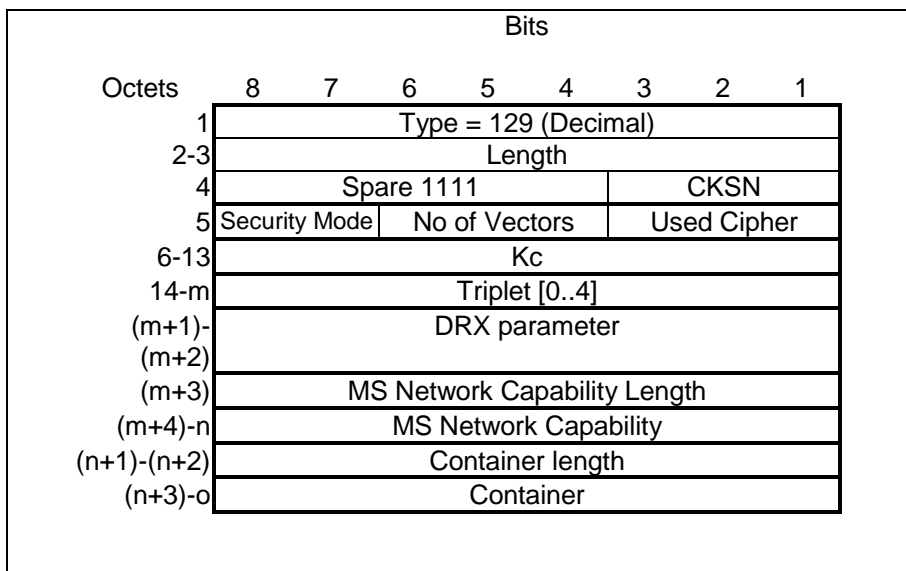 Bits
Octets 8 7 6 5 4 3 2 1
1 Type = 129 (Decimal)
2-3 Length
4 Spare 1111 CKSN
5 Security Mode No of Vectors Used Cipher
6-13 Kc
14-m Triplet [0..4]
(m+1)- DRX parameter
(m+2)
(m+3) MS Network Capability Length
(m+4)-n MS Network Capability
(n+1)-(n+2) Container length
(n+3)-o Container